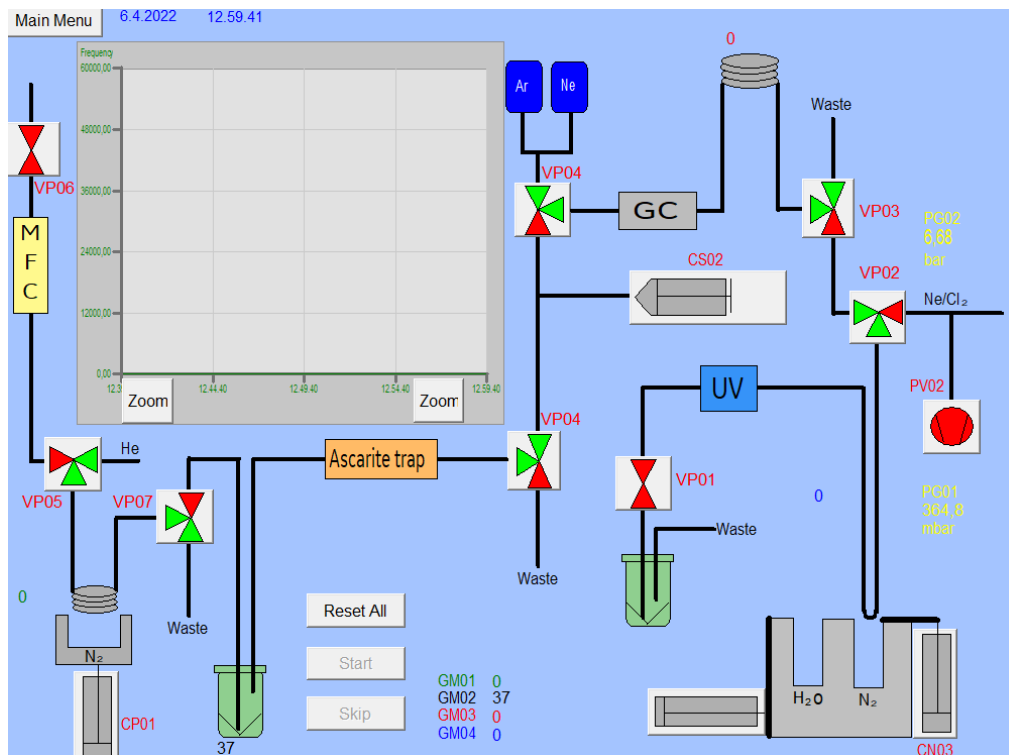 Main Menu
6.4.2022
12.59.41
Frequency
60000,00
48000,00
36000,00
24000,00
12000,00
0,00
12.3
12.44.40
12.49.40
12.54.40
12.59.40
Zoom
Zoom
Ar
Ne
0
Waste
VP06
VP04
GC
VP03
PG02
6,68
bar
MFC
CS02
VP02
Ne/Cl₂
UV
PV02
VP04
He
Ascarite trap
VP01
VP05
VP07
0
PG01
364,8
mbar
Waste
Waste
0
Reset All
Waste
N₂
Start
GM01 0
GM02 37
GM03 0
GM04 0
H₂O
N₂
CP01
Skip
37
CN03